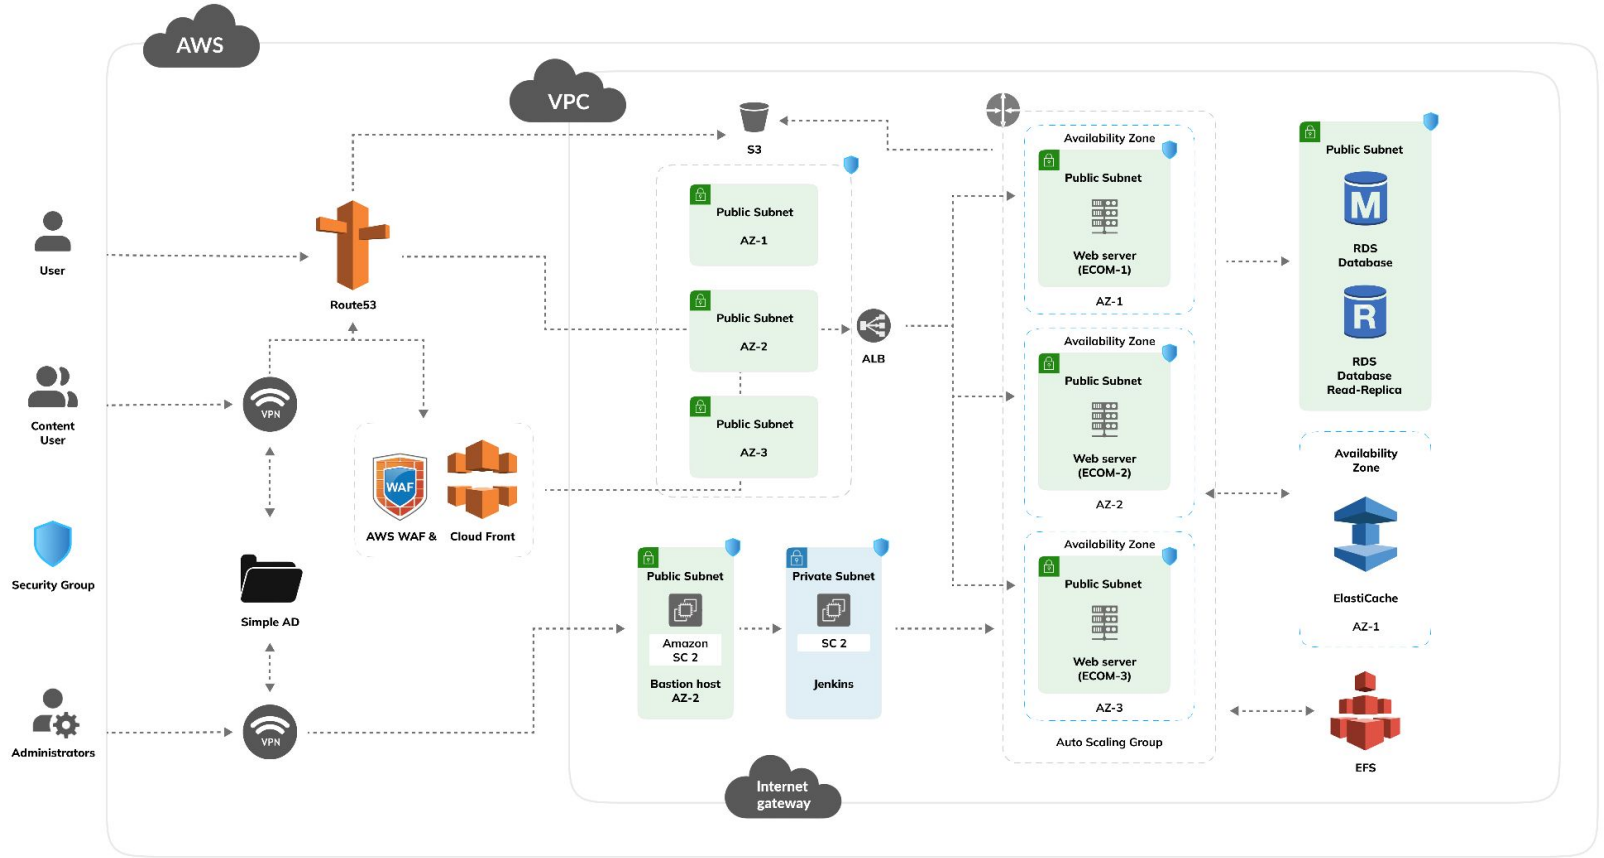 AWS
VPC
S3
Public Subnet
AZ-1
Public Subnet
AZ-2
Public Subnet
AZ-3
ALB
User
Route53
Content
User
VPN
WAF
AWS WAF &
Cloud Front
Security Group
Simple AD
Administrators
VPN
Public Subnet
Amazon
SC 2
Bastion host
AZ-2
Private Subnet
SC 2
Jenkins
Internet
gateway
Availability Zone
Public Subnet
Web server
(ECOM-1)
AZ-1
Availability Zone
Public Subnet
Web server
(ECOM-2)
AZ-2
Availability Zone
Public Subnet
Web server
(ECOM-3)
AZ-3
Auto Scaling Group
Public Subnet
M
RDS
Database
R
RDS
Database
Read-Replica
Availability
Zone
ElastiCache
AZ-1
EFS